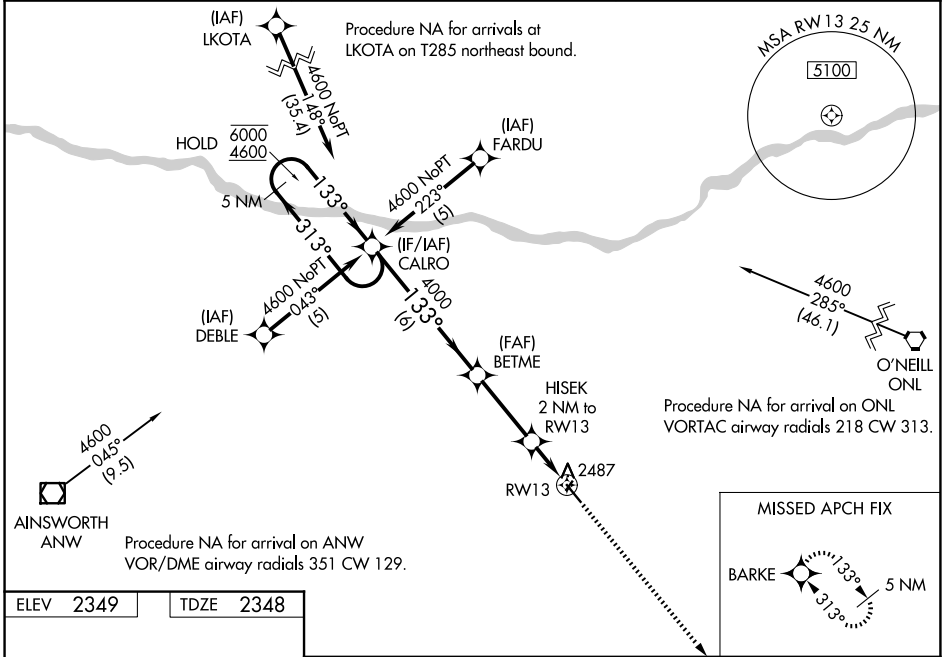 (IAF)
LKOTA
Procedure NA for arrivals at
LKOTA on T285 northeast bound.
MSA RW13 25 NM
5100
4600 NoPT
148°
(35.4)
HOLD
6000
4600
5 NM
133°
313°
(IAF)
FARDU
4600 NoPT
223°
(5)
(IF/IAF)
CALRO
4600 NoPT
043°
(5)
(IAF)
DEBLE
4000
133°
(6)
(FAF)
BETME
HISEK
2 NM to
RW13
2487
RW13
4600
285°
(46.1)
O'NEILL
ONL
Procedure NA for arrival on ONL
VORTAC airway radials 218 CW 313.
4600
045°
(9.5)
AINSWORTH
ANW
Procedure NA for arrival on ANW
VOR/DME airway radials 351 CW 129.
MISSED APCH FIX
BARKE
133°
313°
5 NM
ELEV 2349
TDZE 2348